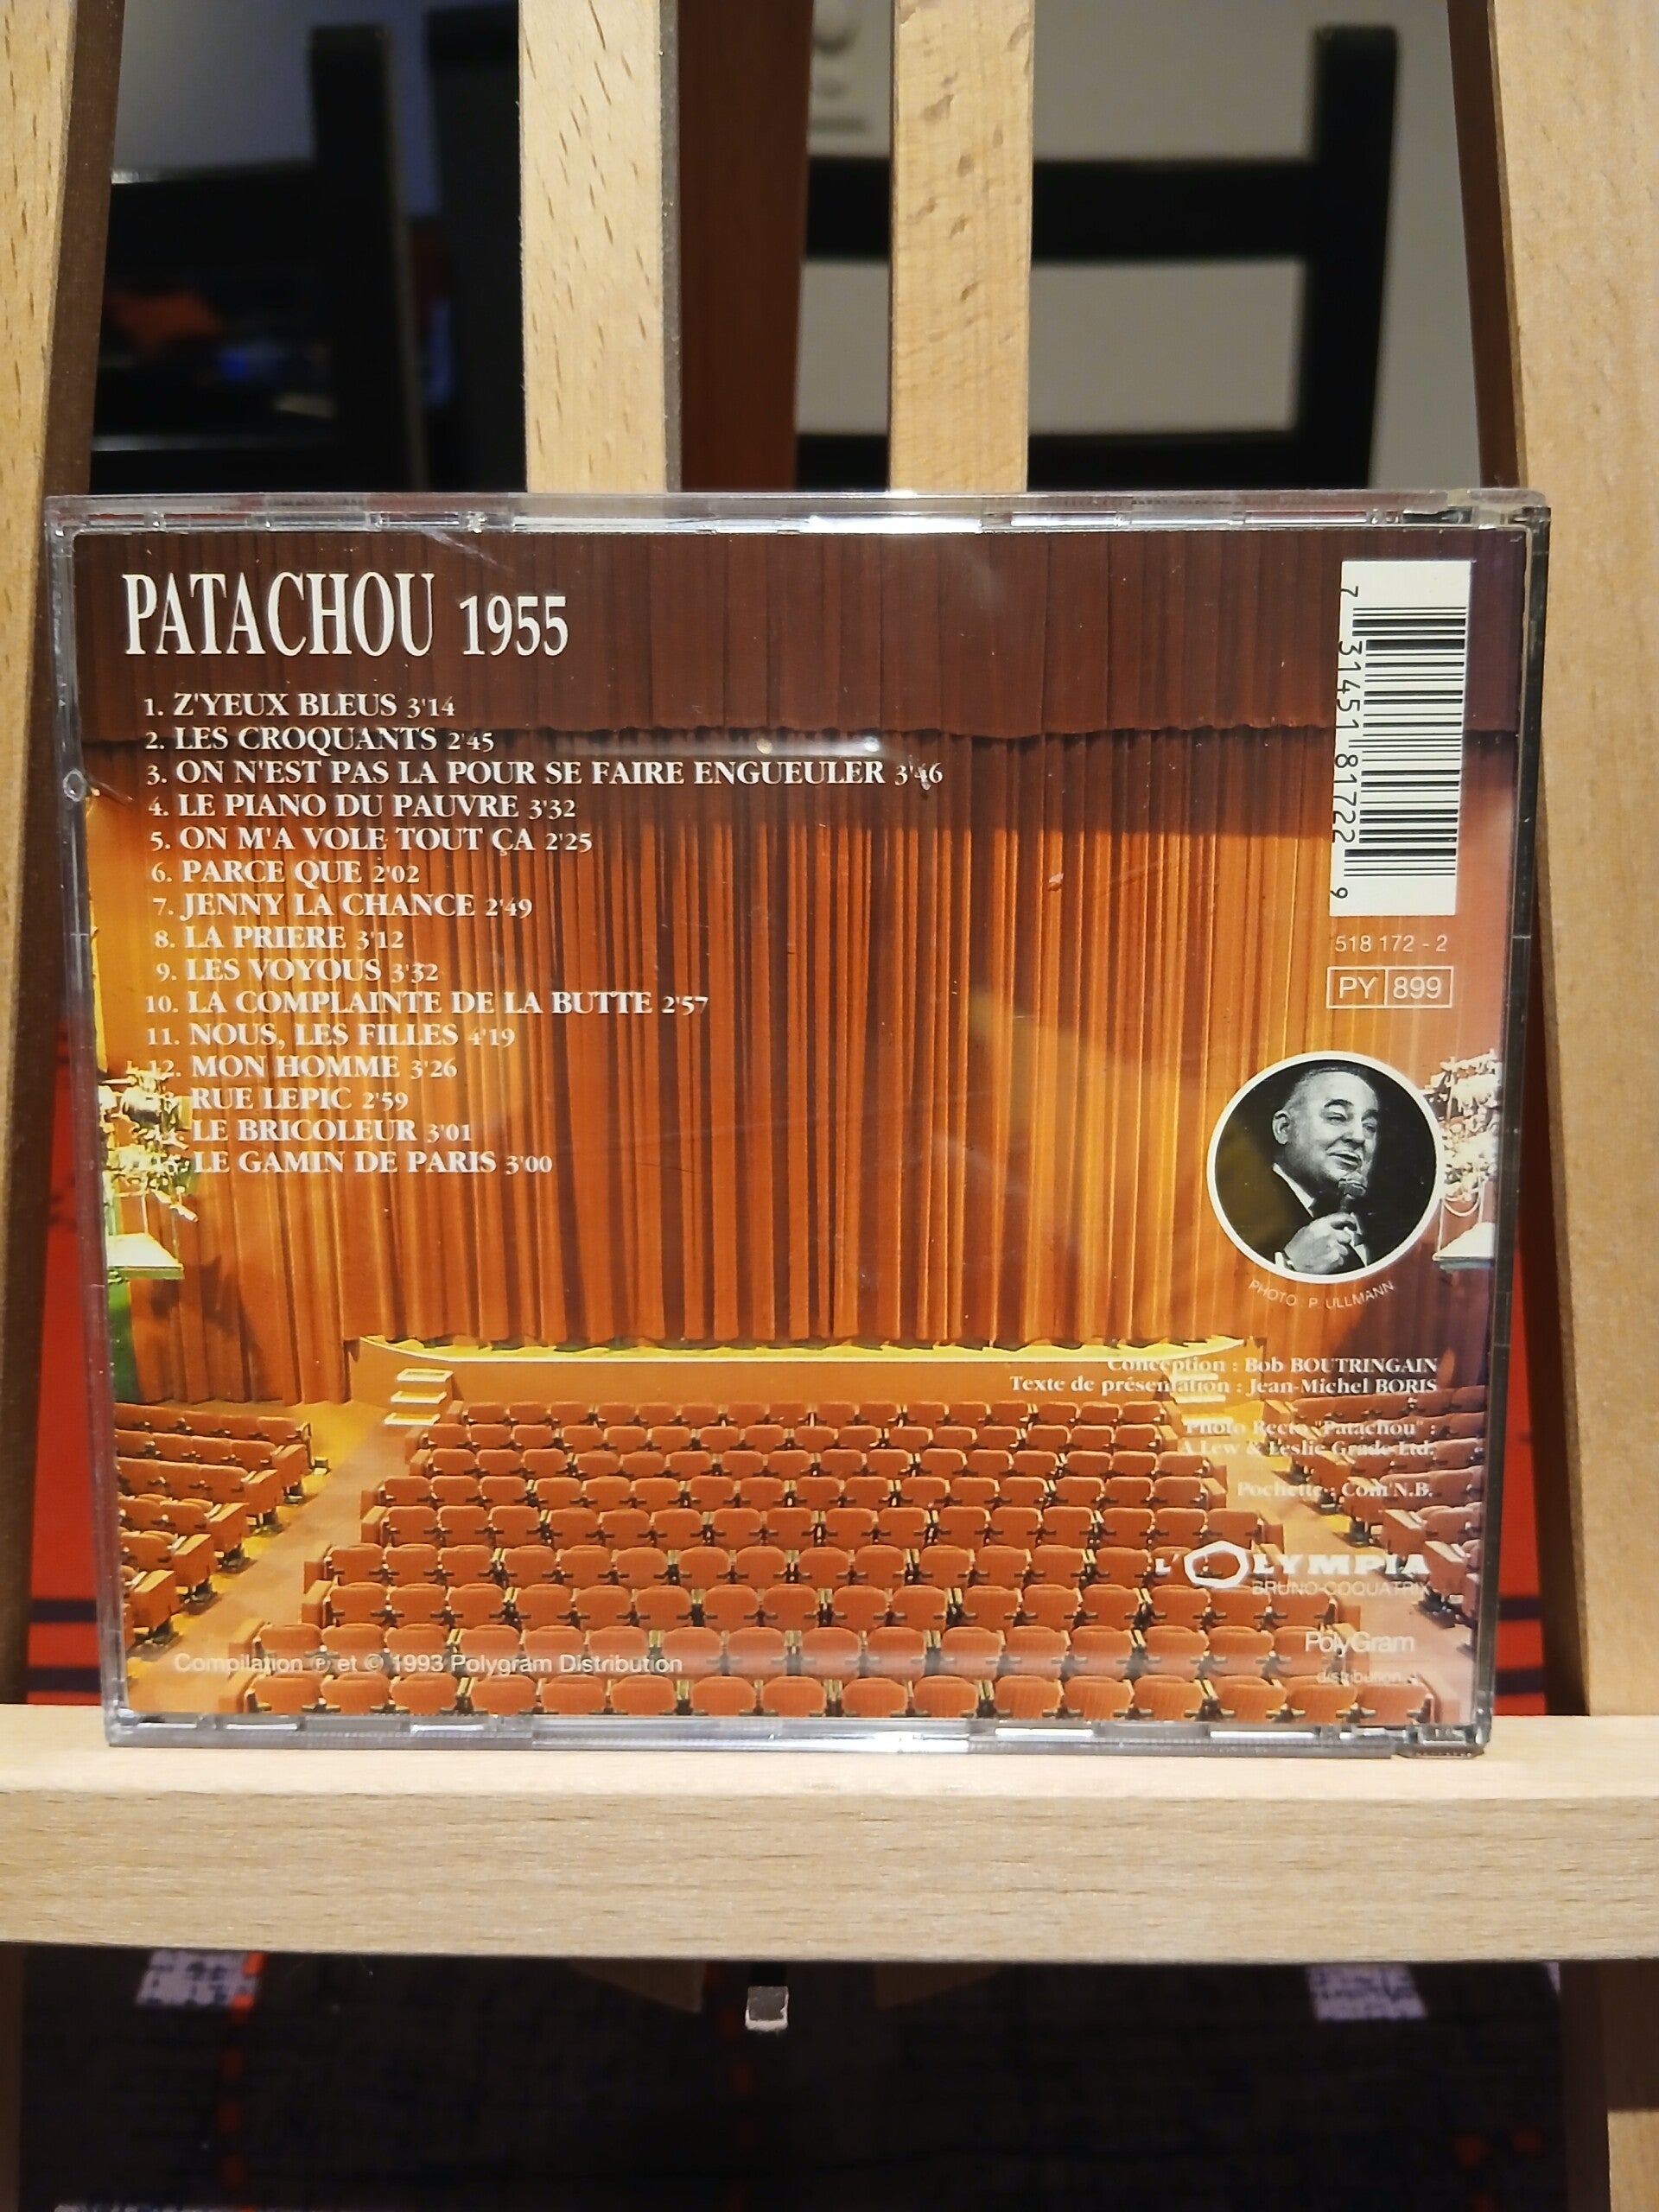 PATACHOU 1955
1. Z'YEUX BLEUS 3'14
2. LES CROQUANTS 2'45
3. ON N'EST PAS LA POUR SE FAIRE ENGUEULER 3'46
4. LE PIANO DU PAUVRE 3'32
5. ON M'A VOLE TOUT ÇA 2'25
6. PARCE QUE 2'02
7. JENNY LA CHANCE 2'49
8. LA PRIERE 3'12
9. LES VOYOUS 3'32
10. LA COMPLAINTE DE LA BUTTE 2'57
11. NOUS, LES FILLES 4'19
12. MON HOMME 3'26
RUE LEPIC 2'59
LE BRICOLEUR 3'01
LE GAMIN DE PARIS 3'00
7 31451 81722 9
518 172 - 2
PY 899
PHOTO : P. ULLMANN
Conception : Bob BOUTRINGAIN
Texte de présentation : Jean-Michel BORIS
Photo Recto "Patachou" :
A Lew & Leslie Grade Ltd.
Pochette : Com'N.B.
L'OLYMPIA
BRUNO COQUATRIX
PolyGram
distribution
Compilation ℗ et © 1993 Polygram Distribution